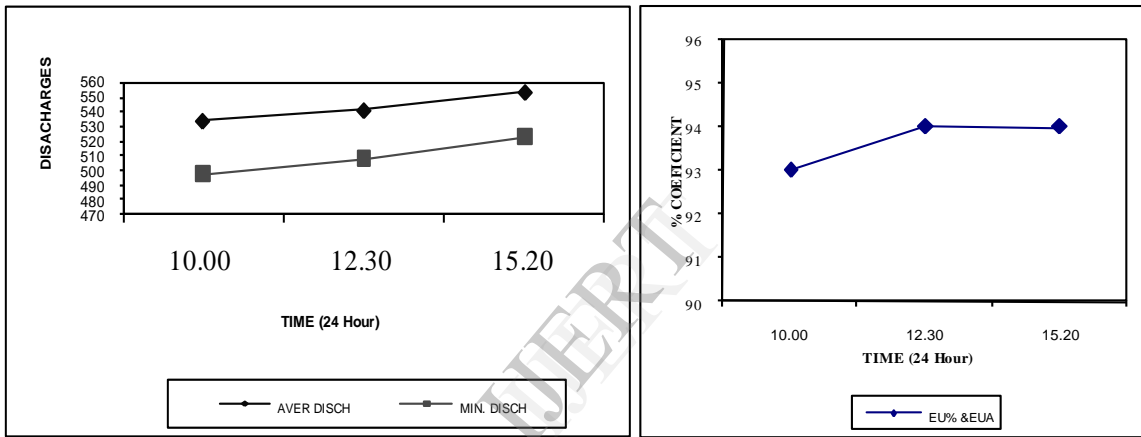 DISACHARGES
560
550
540
530
520
510
500
490
480
470
10.00 12.30 15.20
TIME (24 Hour)
AVER DISCH MIN. DISCH
% COEFICIENT
96
95
94
93
92
91
90
10.00 12.30 15.20
TIME (24 Hour)
EU% &EUA
IJERT